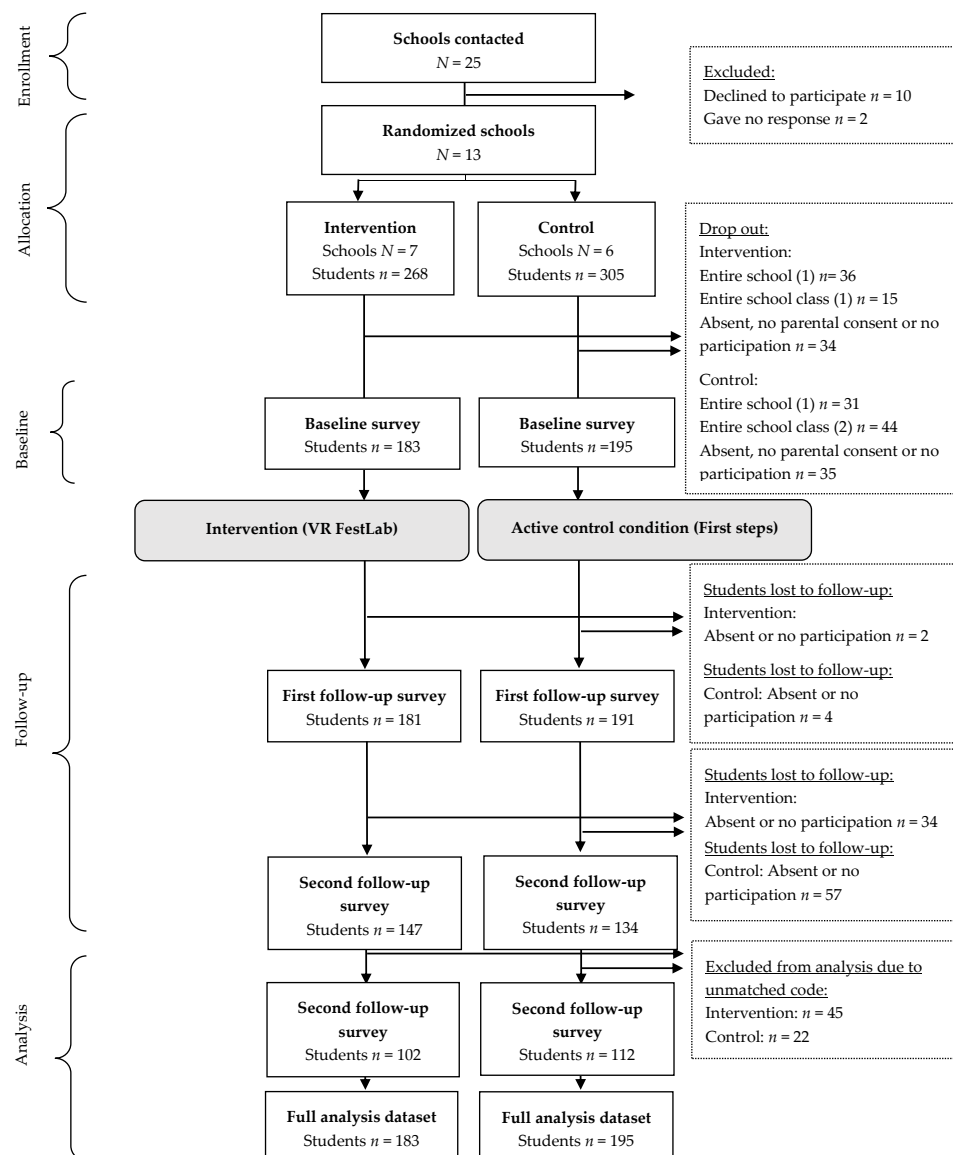 Enrollment
Schools contacted
N = 25
Excluded:
Declined to participate n = 10
Gave no response n = 2
Allocation
Randomized schools
N = 13
Intervention
Schools N = 7
Students n = 268
Control
Schools N = 6
Students n = 305
Drop out:
Intervention:
Entire school (1) n= 36
Entire school class (1) n = 15
Absent, no parental consent or no
participation n = 34
Control:
Entire school (1) n = 31
Entire school class (2) n = 44
Absent, no parental consent or no
participation n = 35
Baseline
Baseline survey
Students n = 183
Baseline survey
Students n =195
Intervention (VR FestLab)
Active control condition (First steps)
Follow-up
Students lost to follow-up:
Intervention:
Absent or no participation n = 2
Students lost to follow-up:
Control: Absent or no
participation n = 4
First follow-up survey
Students n = 181
First follow-up survey
Students n = 191
Students lost to follow-up:
Intervention:
Absent or no participation n = 34
Students lost to follow-up:
Control: Absent or no
participation n = 57
Second follow-up
survey
Students n = 147
Second follow-up
survey
Students n = 134
Analysis
Excluded from analysis due to
unmatched code:
Intervention: n = 45
Control: n = 22
Second follow-up
survey
Students n = 102
Second follow-up
survey
Students n = 112
Full analysis dataset
Students n = 183
Full analysis dataset
Students n = 195